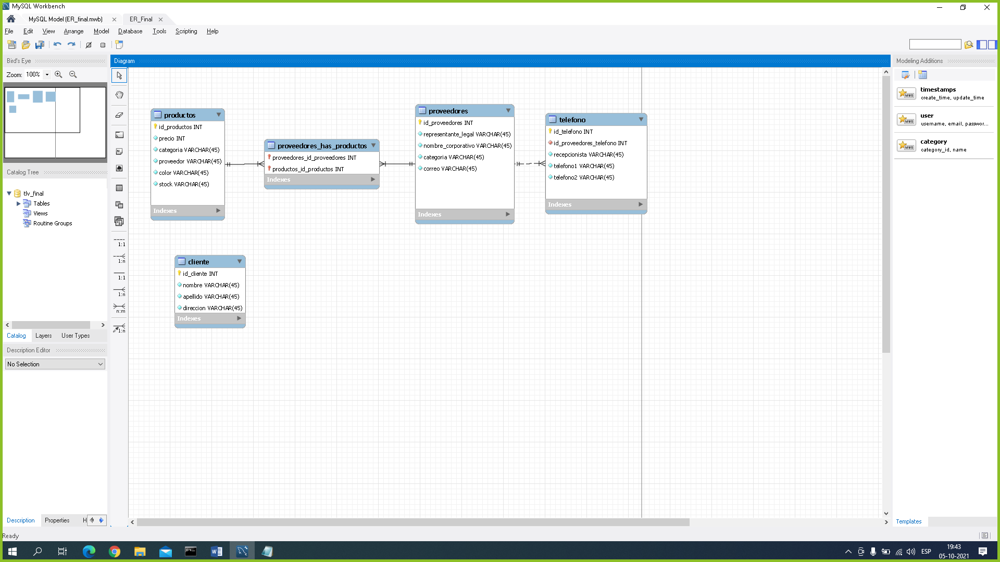 MySQL Workbench
MySQL Model (ER_final.mwb)
ER_Final
File Edit View Arrange Model Database Tools Scripting Help
Bird's Eye
Zoom: 100%
Catalog Tree
tlv_final
Tables
Views
Routine Groups
Catalog Layers User Types
Description Editor
No Selection
Description Properties H
Ready
Diagram
1:1
1:n
1:1
1:n
n:m
1:n
productos
id_productos INT
precio INT
categoria VARCHAR(45)
proveedor VARCHAR(45)
color VARCHAR(45)
stock VARCHAR(45)
Indexes
proveedores_has_productos
proveedores_id_proveedores INT
productos_id_productos INT
Indexes
proveedores
id_proveedores INT
representante_legal VARCHAR(45)
nombre_corporativo VARCHAR(45)
categoria VARCHAR(45)
correo VARCHAR(45)
Indexes
telefono
id_telefono INT
id_proveedores_telefono INT
recepcionista VARCHAR(45)
telefono1 VARCHAR(45)
telefono2 VARCHAR(45)
Indexes
cliente
id_cliente INT
nombre VARCHAR(45)
apellido VARCHAR(45)
direccion VARCHAR(45)
Indexes
Modeling Additions
MWB
timestamps
create_time, update_time
MWB
user
username, email, passwor...
MWB
category
category_id, name
Templates
ESP
19:43
05-10-2021